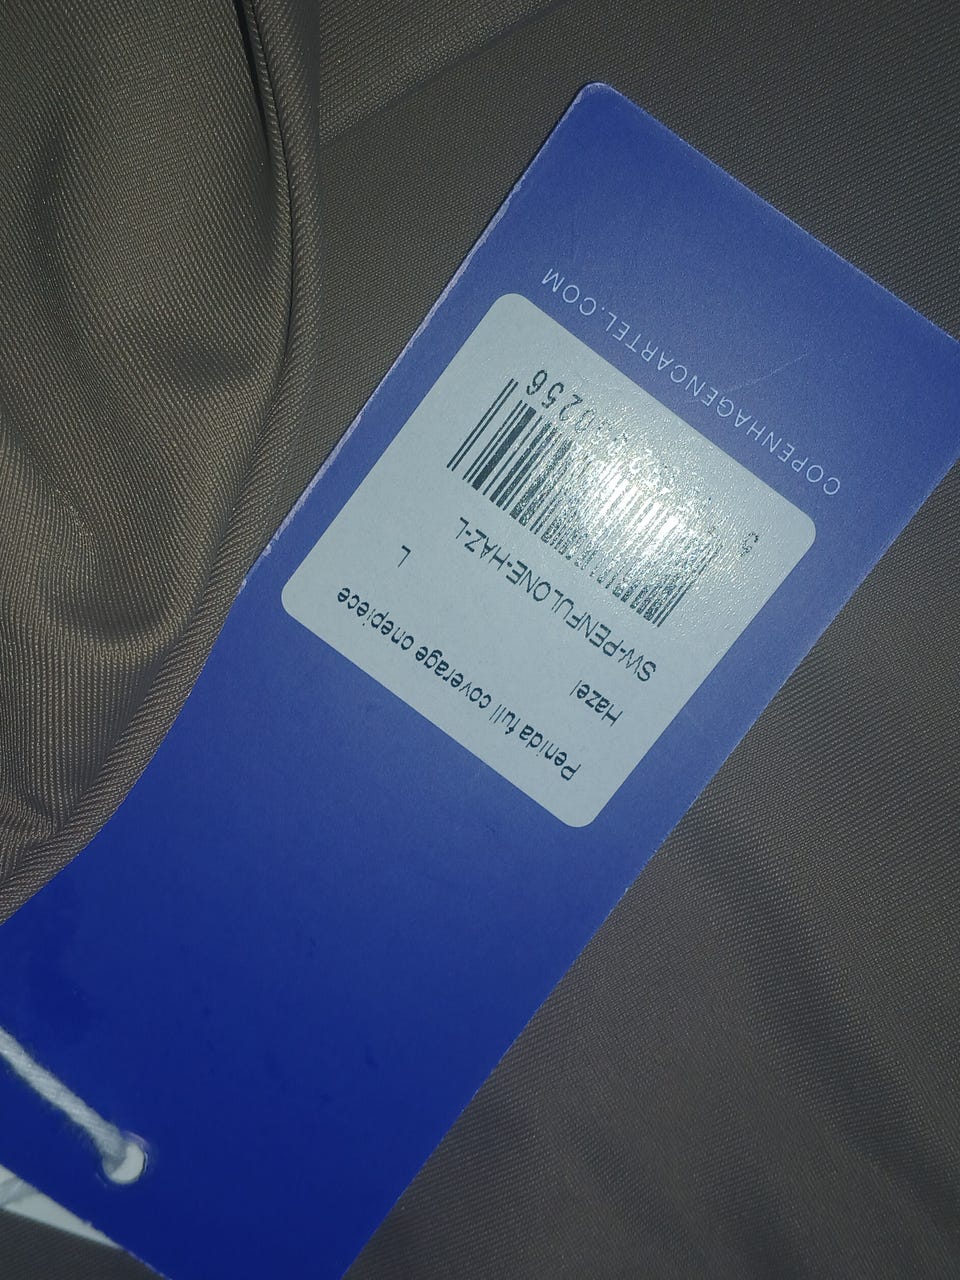 Penida full coverage onepiece
Hazel L
SW-PENFULONE-HAZ-L
COPENHAGENCARTEL.COM